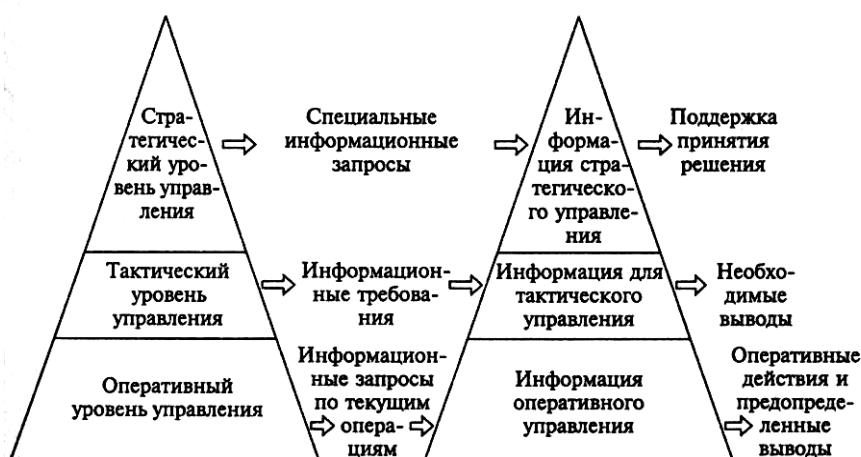 Стра-
тегичес-
кий уро-
вень управ-
ления
Специальные
информационные
запросы
Ин-
форма-
ция стра-
тегическо-
го управле-
ния
Поддержка
принятия
решения
Тактический
уровень
управления
Информацион-
ные требова-
ния
Информация для
тактического
управления
Необхо-
димые
выводы
Оперативный
уровень управления
Информацион-
ные запросы
по текущим
опера-
циям
Информация
оперативного
управления
Оперативные
действия и
предопреде-
ленные
выводы